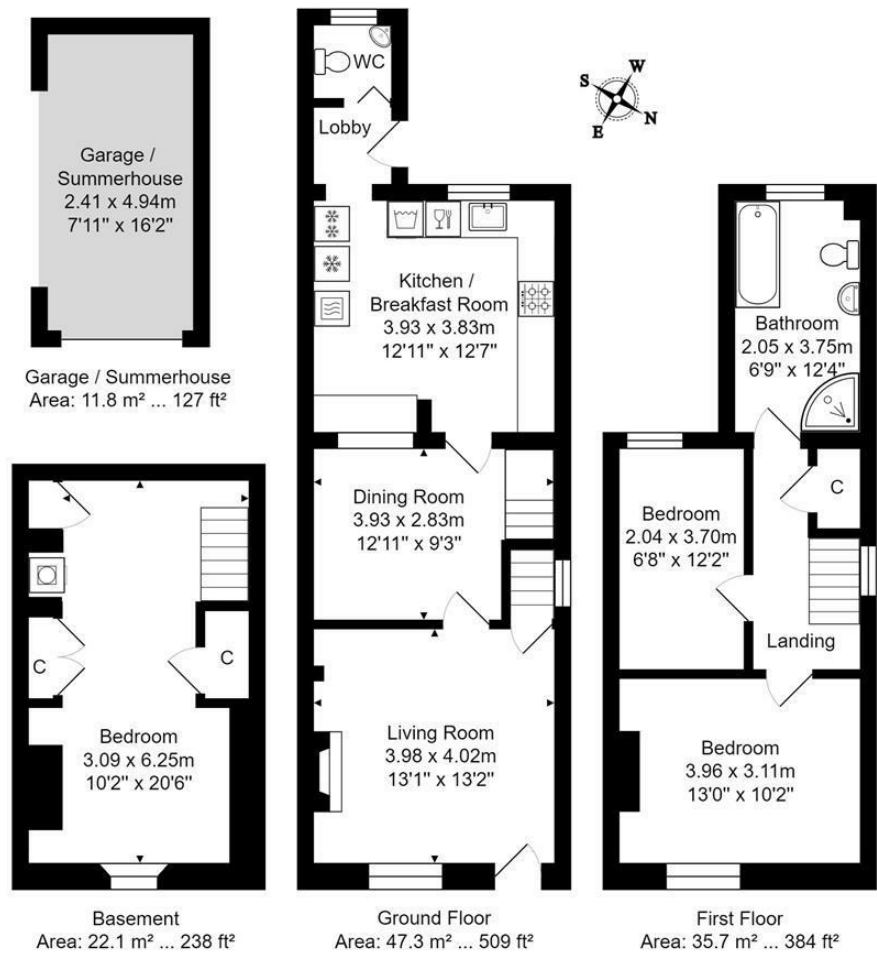 Garage /
Summerhouse
2.41 x 4.94m
7'11" x 16'2"
Garage / Summerhouse
Area: 11.8 m² ... 127 ft²
WC
Lobby
Kitchen /
Breakfast Room
3.93 x 3.83m
12'11" x 12'7"
Dining Room
3.93 x 2.83m
12'11" x 9'3"
Living Room
3.98 x 4.02m
13'1" x 13'2"
Ground Floor
Area: 47.3 m² ... 509 ft²
S
W
E
N
Bathroom
2.05 x 3.75m
6'9" x 12'4"
C
Bedroom
2.04 x 3.70m
6'8" x 12'2"
Landing
Bedroom
3.96 x 3.11m
13'0" x 10'2"
First Floor
Area: 35.7 m² ... 384 ft²
C
C
Bedroom
3.09 x 6.25m
10'2" x 20'6"
Basement
Area: 22.1 m² ... 238 ft²